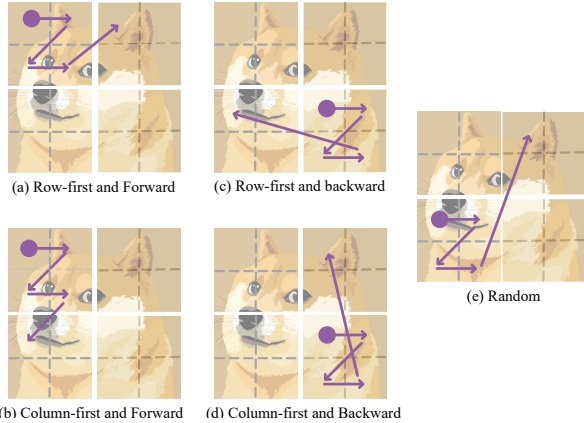 (a) Row-first and Forward
(c) Row-first and backward
(e) Random
(b) Column-first and Forward
(d) Column-first and Backward